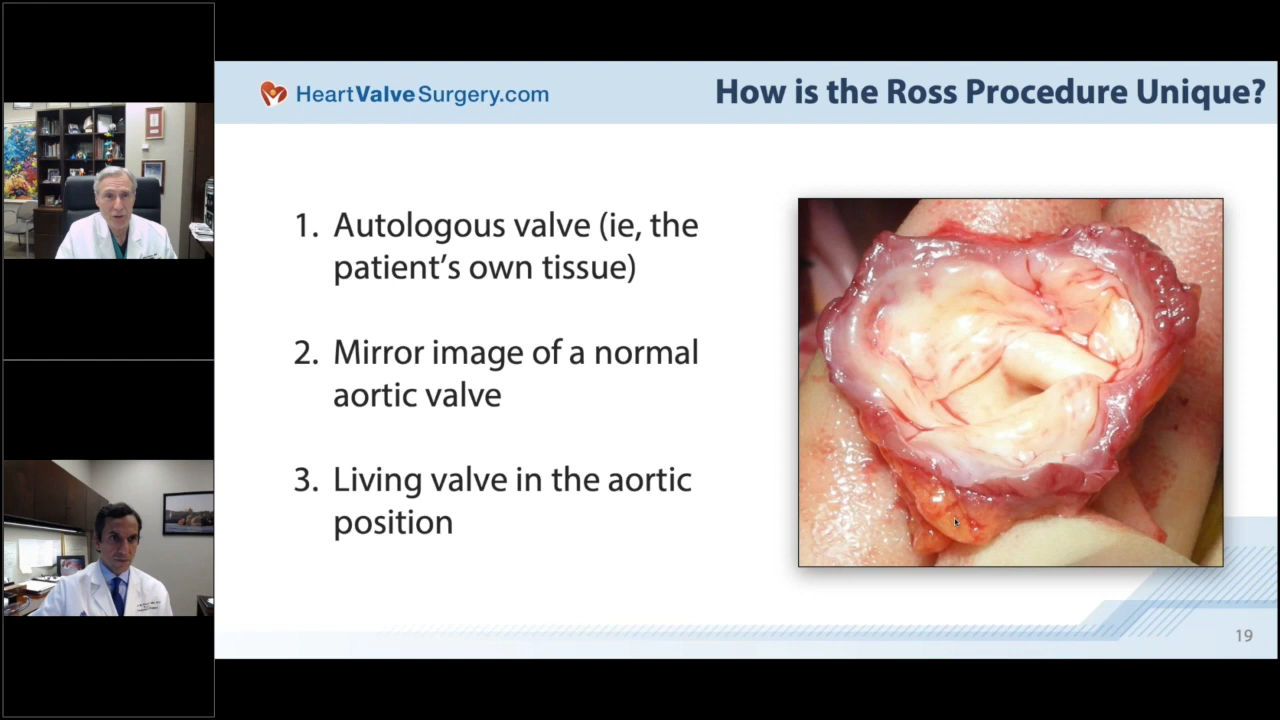 HeartValveSurgery.com
How is the Ross Procedure Unique?
1. Autologous valve (ie, the
patient’s own tissue)
2. Mirror image of a normal
aortic valve
3. Living valve in the aortic
position
19